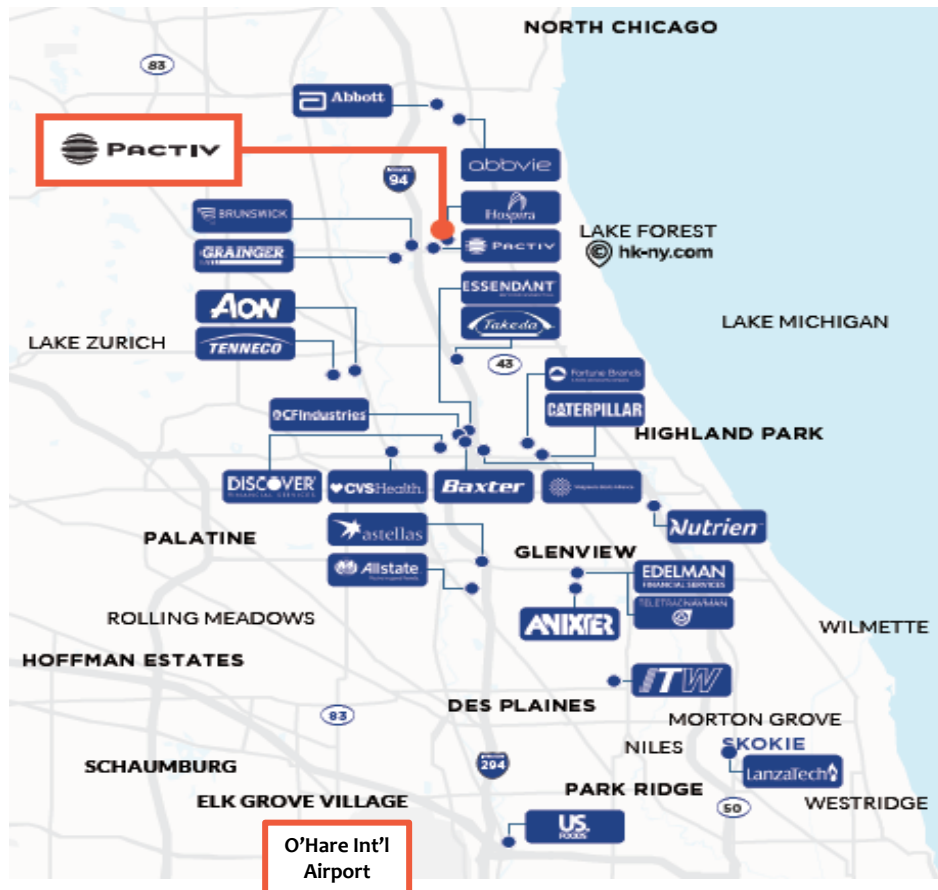 NORTH CHICAGO
83
Abbott
PACTIV
abbvie
94
BRUNSWICK
Hospira
LAKE FOREST
GRAINGER
PACTIV
© hk-ny.com
ESSENDANT
AON
LAKE MICHIGAN
Takeda
LAKE ZURICH
TENNECO
43
Fortune Brands
CATERPILLAR
CFIndustries
HIGHLAND PARK
DISCOVER
FINANCIAL SERVICES
CVSHealth.
Baxter
Nutrien
PALATINE
astellas
GLENVIEW
Allstate
EDELMAN
FINANCIAL SERVICES
TELETRACNAVMAN
ROLLING MEADOWS
ANIXTER
WILMETTE
HOFFMAN ESTATES
ITW
DES PLAINES
83
MORTON GROVE
NILES
SKOKIE
294
SCHAUMBURG
LanzaTech
PARK RIDGE
ELK GROVE VILLAGE
50
WESTRIDGE
US.
FOODS
O'Hare Int'l
Airport